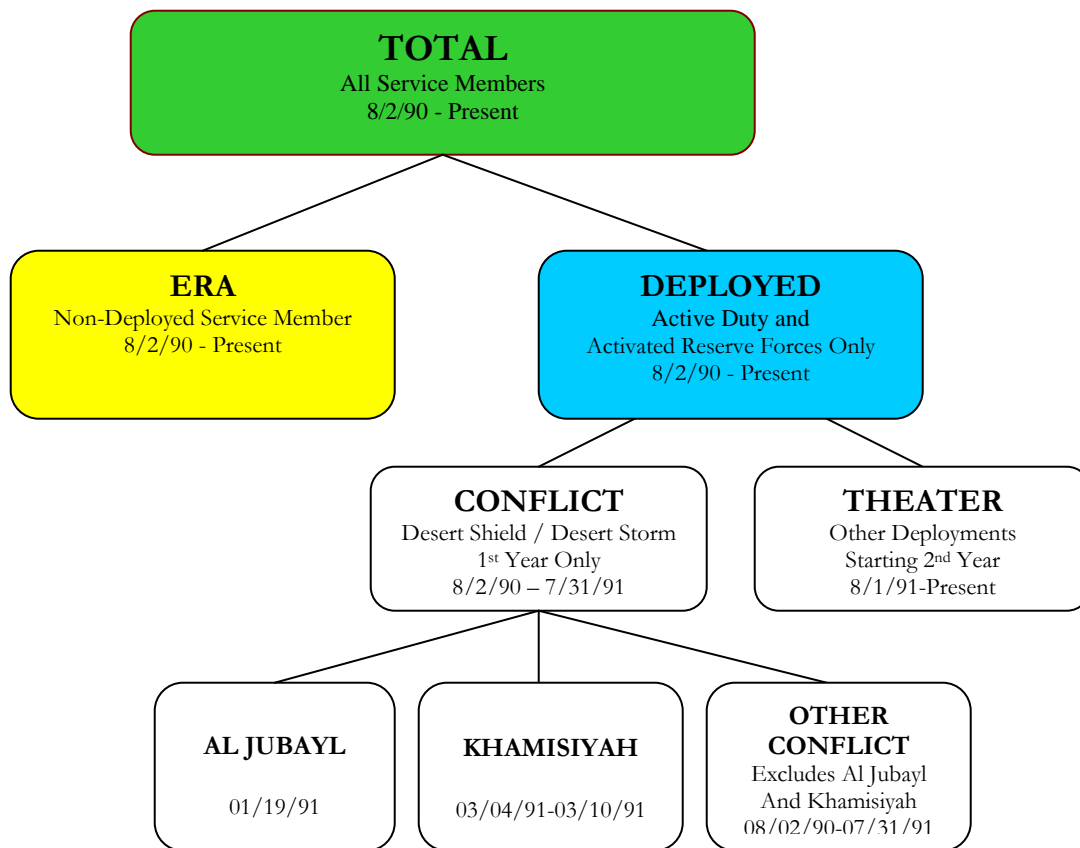 TOTAL
All Service Members
8/2/90 - Present
ERA
Non-Deployed Service Member
8/2/90 - Present
DEPLOYED
Active Duty and
Activated Reserve Forces Only
8/2/90 - Present
CONFLICT
Desert Shield / Desert Storm
1st Year Only
8/2/90 – 7/31/91
THEATER
Other Deployments
Starting 2nd Year
8/1/91-Present
AL JUBAYL
01/19/91
KHAMISIYAH
03/04/91-03/10/91
OTHER
CONFLICT
Excludes Al Jubayl
And Khamisiyah
08/02/90-07/31/91